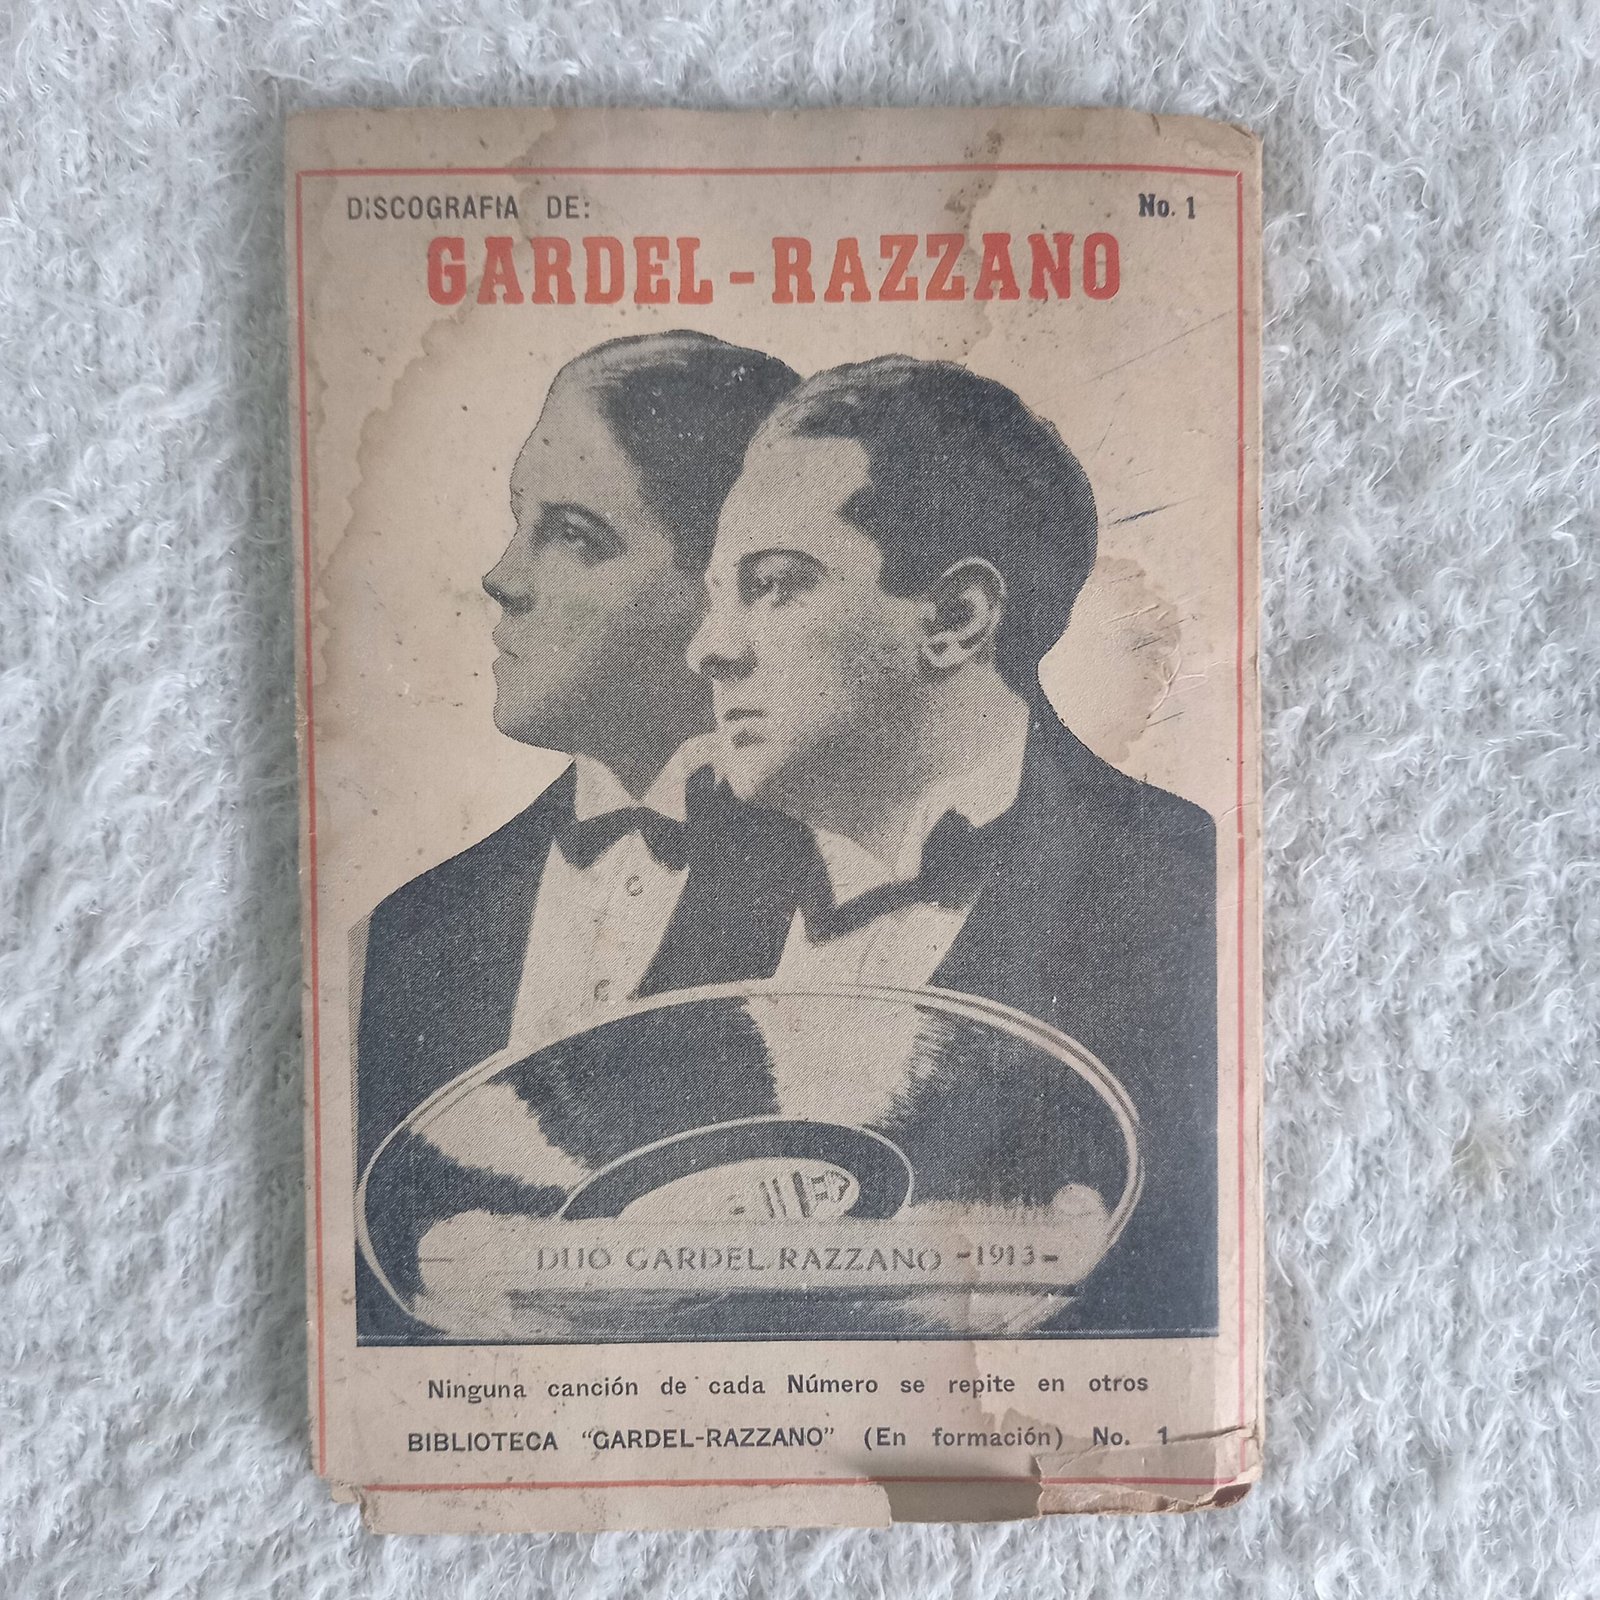 DISCOGRAFIA DE:
No. 1
GARDEL-RAZZANO
DUO GARDEL RAZZANO -1913-
Ninguna canción de cada Número se repite en otros
BIBLIOTECA "GARDEL-RAZZANO" (En formación) No. 1